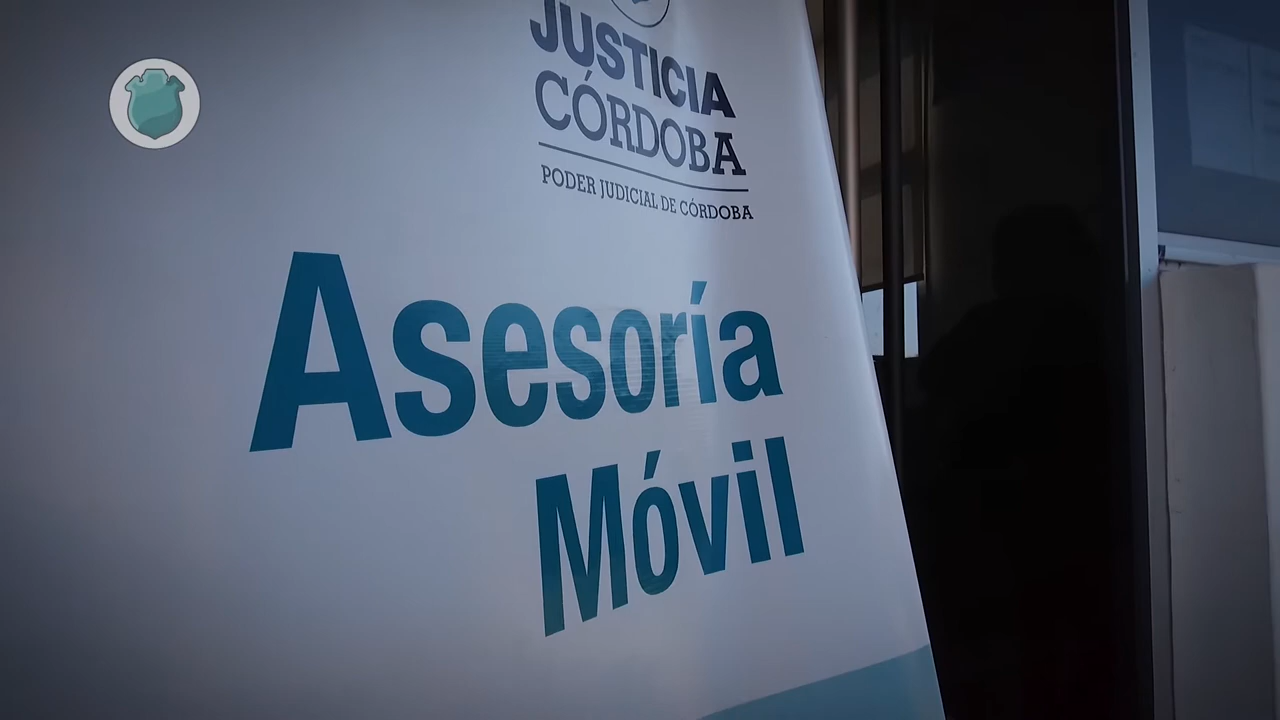 JUSTICIA
CÓRDOBA
PODER JUDICIAL DE CÓRDOBA
Asesoría
Móvil